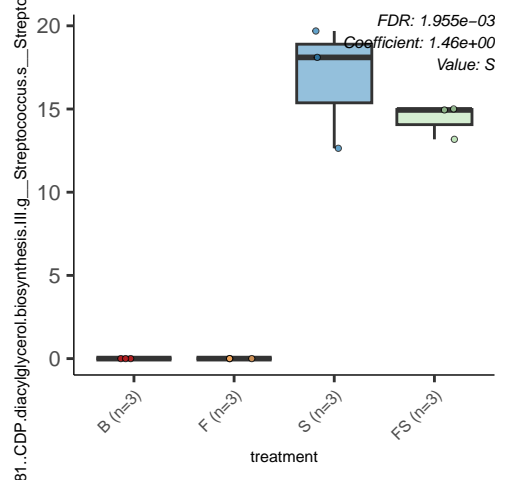 81..CDP.diacylglycerol.biosynthesis.III.g__Streptococcus.s__Strepto
20
15
10
5
0
FDR: 1.955e−03
Coefficient: 1.46e+00
Value: S
B (n=3)
F (n=3)
S (n=3)
FS (n=3)
treatment